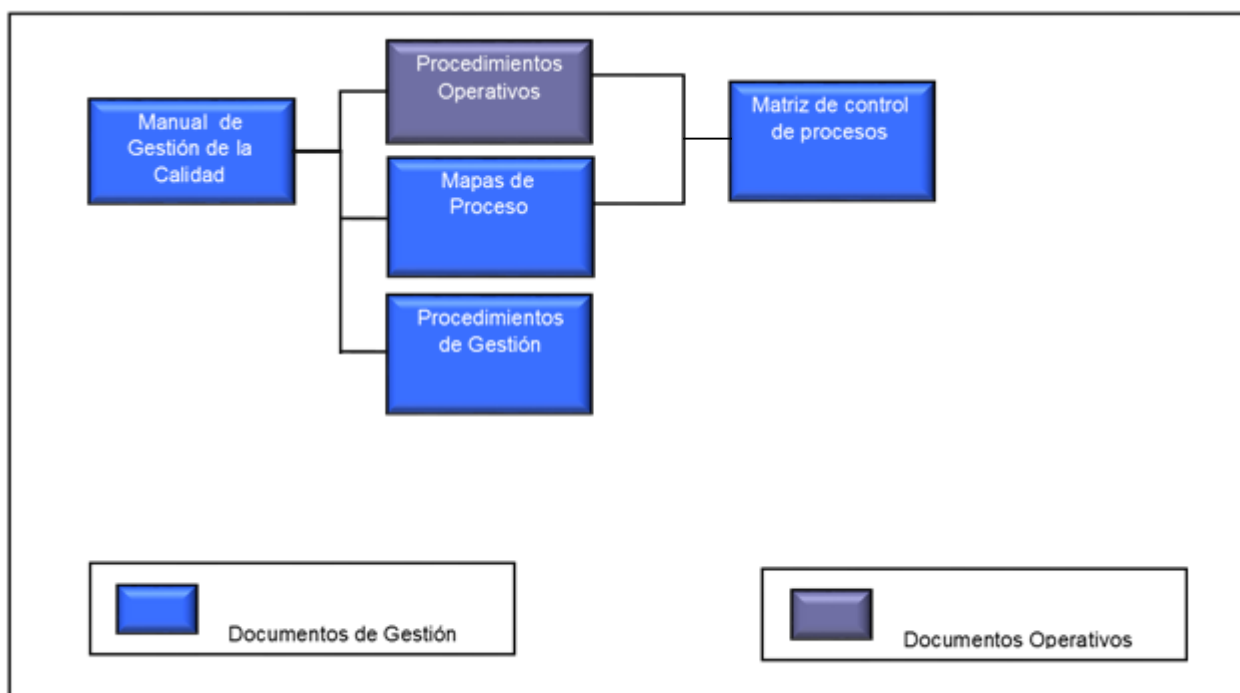 Procedimientos
Operativos
Manual de
Gestión de la
Calidad
Matriz de control
de procesos
Mapas de
Proceso
Procedimientos
de Gestión
Documentos de Gestión
Documentos Operativos